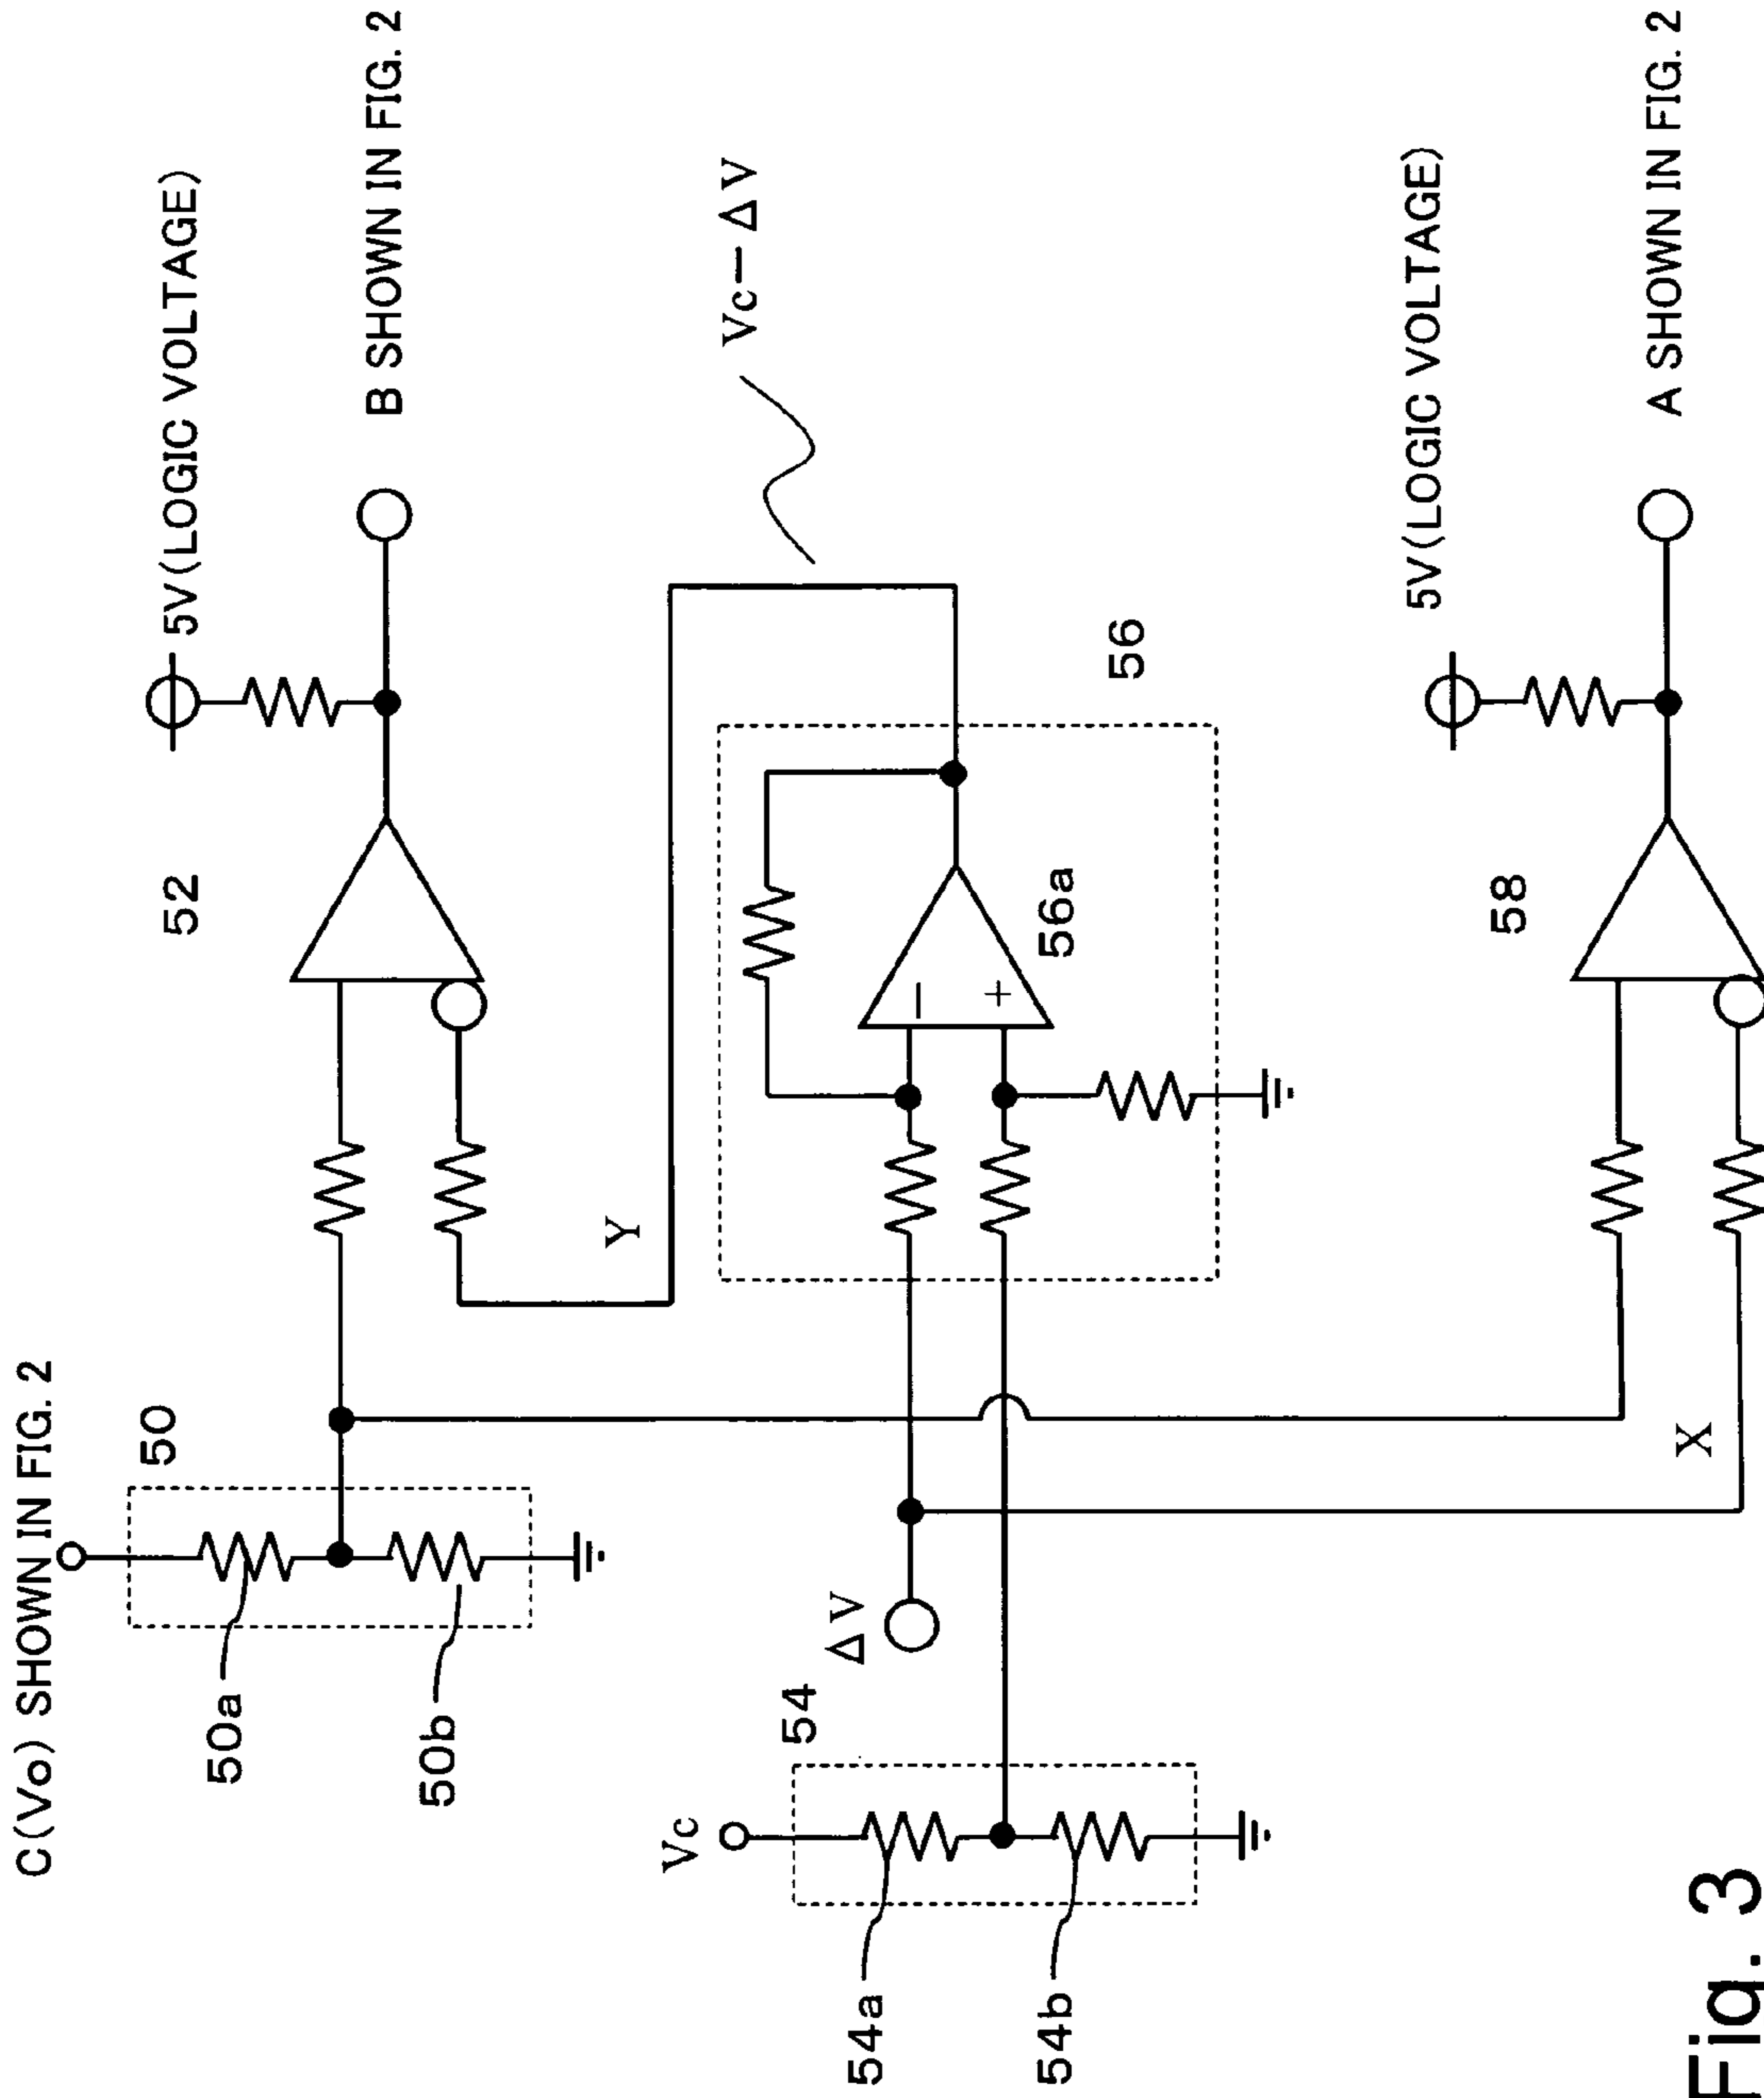 C(Vo) SHOWN IN FIG. 2
50
50a
50b
52
5V(LOGIC VOLTAGE)
B SHOWN IN FIG. 2
Y
Vc−ΔV
Vc
54
54a
54b
ΔV
−
+
56a
56
X
58
5V(LOGIC VOLTAGE)
A SHOWN IN FIG. 2
Fig. 3